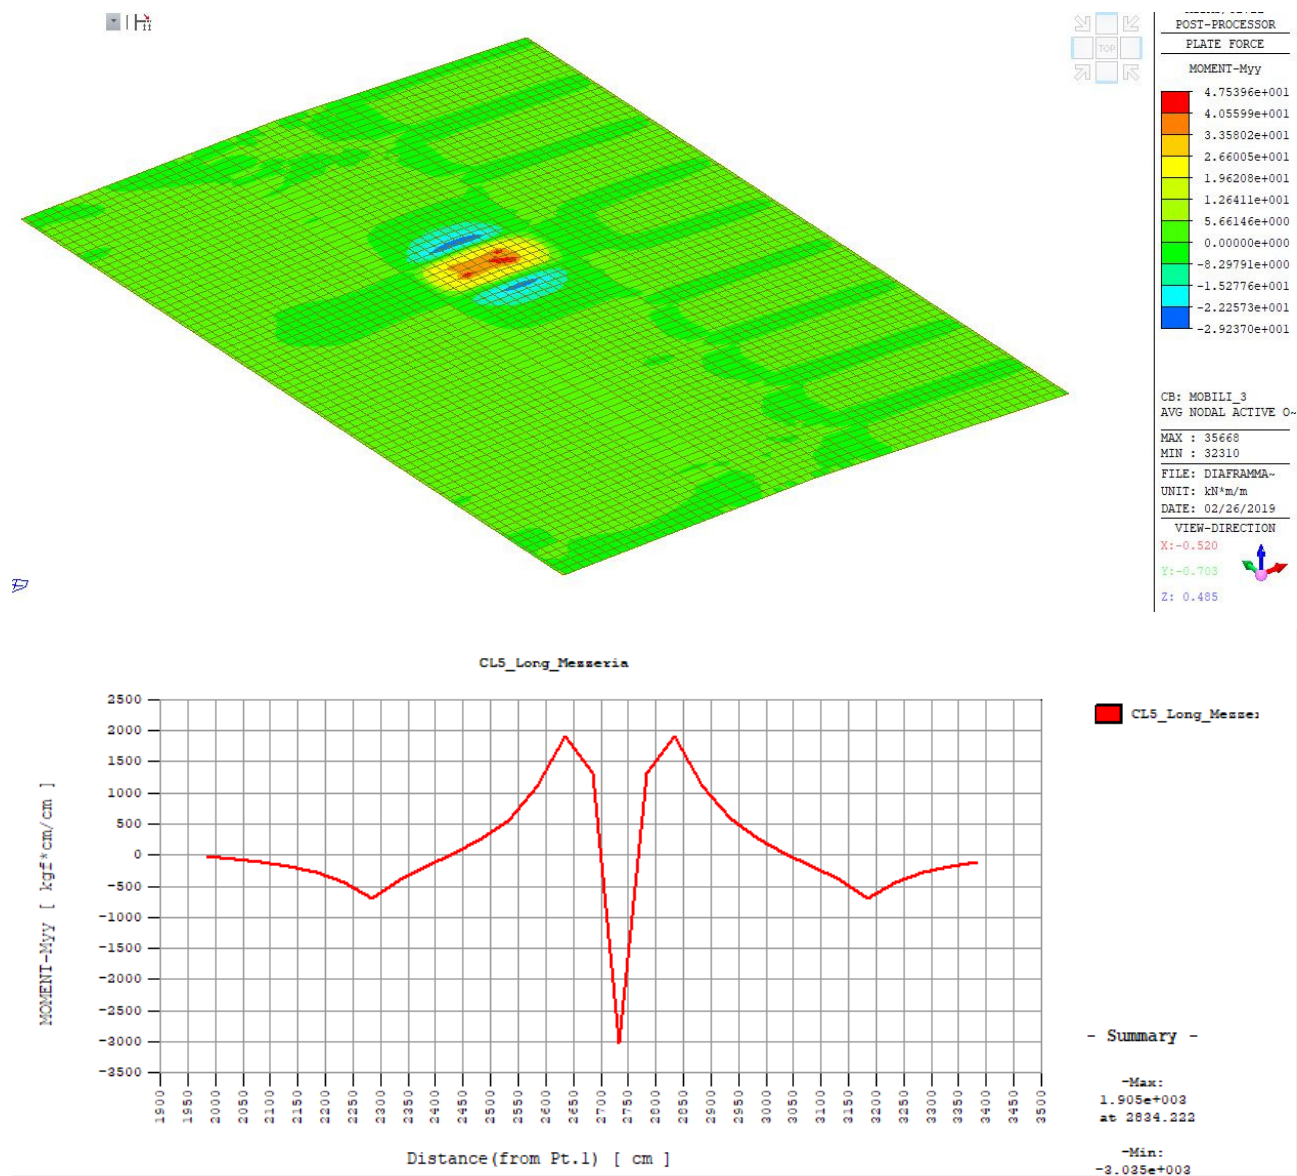 POST-PROCESSOR
PLATE FORCE
MOMENT-Myy
4.75396e+001
4.05599e+001
3.35802e+001
2.66005e+001
1.96208e+001
1.26411e+001
5.66146e+000
0.00000e+000
-8.29791e+000
-1.52776e+001
-2.22573e+001
-2.92370e+001
TOP
CB: MOBILI_3
AVG NODAL ACTIVE O~
MAX : 35668
MIN : 32310
FILE: DIAFRAMMA~
UNIT: kN*m/m
DATE: 02/26/2019
VIEW-DIRECTION
X:-0.520
Y:-0.703
Z: 0.485
CL5_Long_Messeria
2500
2000
1500
1000
500
0
-500
-1000
-1500
-2000
-2500
-3000
-3500
MOMENT-Myy [ kgf*cm/cm ]
1900
1950
2000
2050
2100
2150
2200
2250
2300
2350
2400
2450
2500
2550
2600
2650
2700
2750
2800
2850
2900
2950
3000
3050
3100
3150
3200
3250
3300
3350
3400
3450
3500
Distance(from Pt.1) [ cm ]
CL5_Long_Messe
- Summary -
-Max:
1.905e+003
at 2834.222
-Min:
-3.035e+003